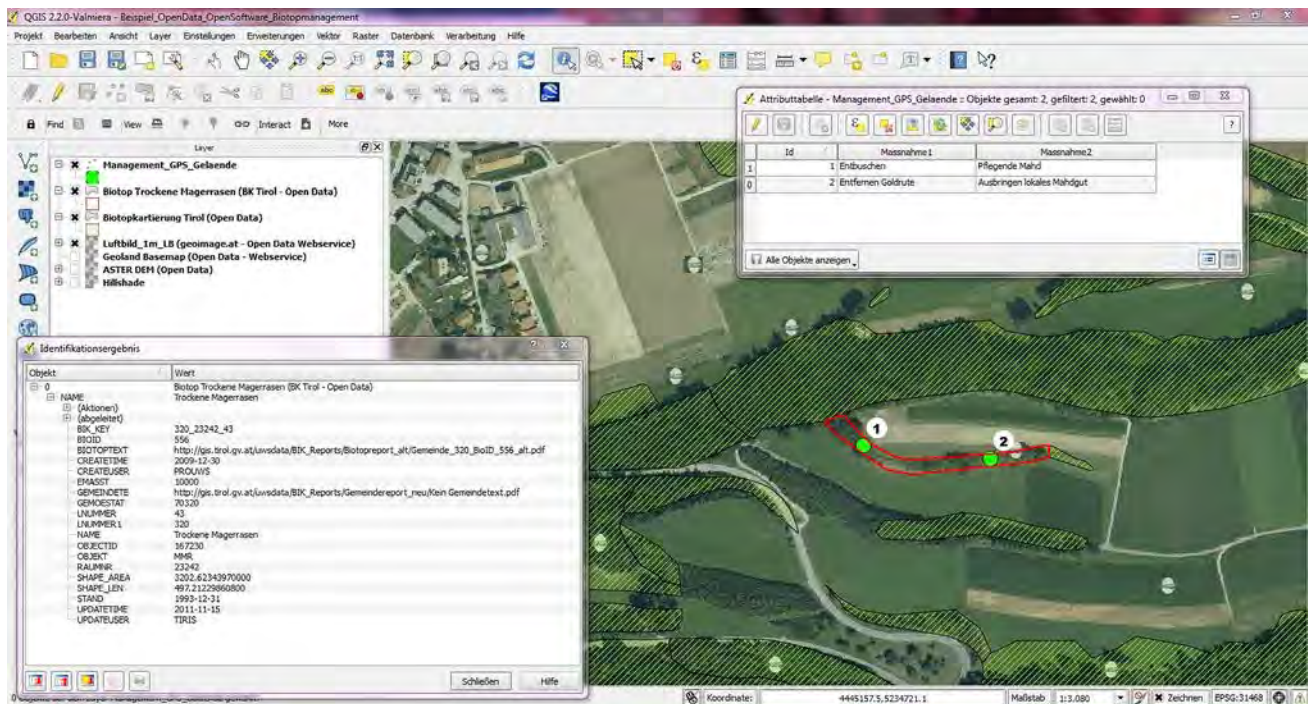 QGIS 2.2.0-Valmiera - Beispiel_OpenData_OpenSoftware_Biotopmanagement
Projekt Bearbeiten Ansicht Layer Einstellungen Erweiterungen Vektor Raster Datenbank Verarbeitung Hilfe
Find View Interact More
Layer
Management_GPS_Gelaende
Biotop Trockene Magerrasen (BK Tirol - Open Data)
Biotopkartierung Tirol (Open Data)
Luftbild_1m_LB (geoimage.at - Open Data Webservice)
Geoland Basemap (Open Data - Webservice)
ASTER DEM (Open Data)
Hillshade
Attributtabelle - Management_GPS_Gelaende :: Objekte gesamt: 2, gefiltert: 2, gewählt: 0
Id Massnahme1 Massnahme2
1 1 Entbuschen Pflegende Mahd
0 2 Entfernen Goldrute Ausbringen lokales Mahdgut
Alle Objekte anzeigen
1
2
Identifikationsergebnis
Objekt Wert
0 Biotop Trockene Magerrasen (BK Tirol - Open Data)
NAME Trockene Magerrasen
(Aktionen)
(abgeleitet)
BIK_KEY 320_23242_43
BIOID 556
BIOTOPTEXT http://gis.tirol.gv.at/uwsdata/BIK_Reports/Biotopreport_alt/Gemeinde_320_BioID_556_alt.pdf
CREATETIME 2009-12-30
CREATEUSER PROUWS
EMASST 10000
GEMEINDETE http://gis.tirol.gv.at/uwsdata/BIK_Reports/Gemeindereport_neu/Kein Gemeindetext.pdf
GEMOESTAT 70320
LNUMMER 43
LNUMMER1 320
NAME Trockene Magerrasen
OBJECTID 167230
OBJEKT MMR
RAUMNR 23242
SHAPE_AREA 3202.62343970000
SHAPE_LEN 497.21229860800
STAND 1993-12-31
UPDATETIME 2011-11-15
UPDATEUSER TIRIS
Schließen Hilfe
Koordinate: 4445157.5,5234721.1 Maßstab 1:3.080 Zeichnen EPSG:31468